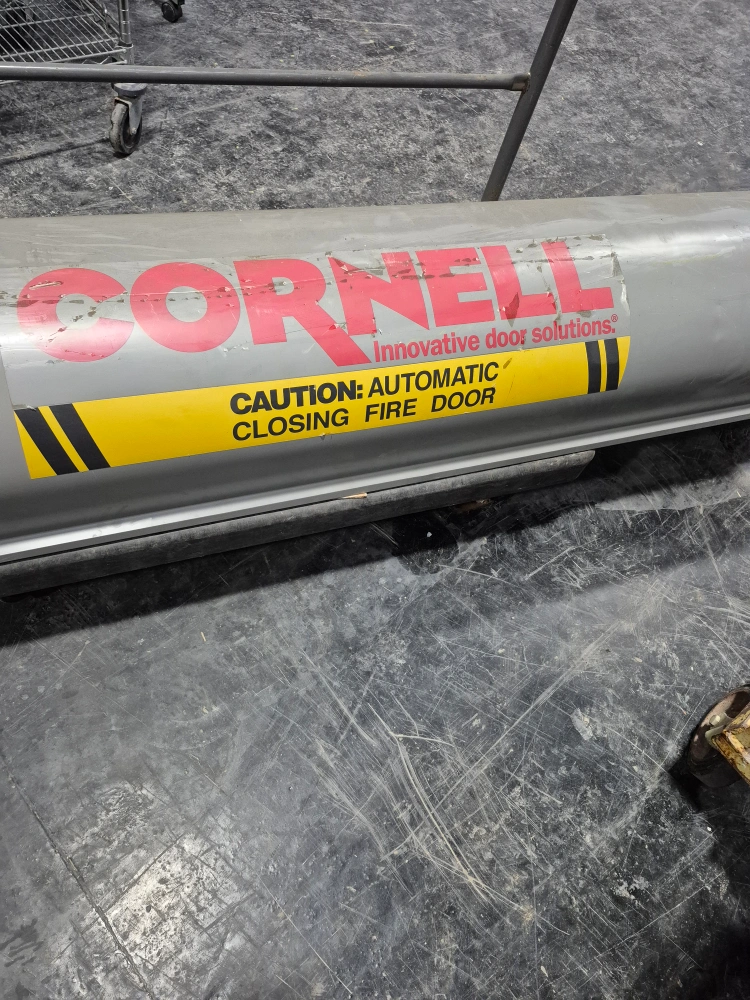 CORNELL
innovative door solutions.®
CAUTION: AUTOMATIC
CLOSING FIRE DOOR